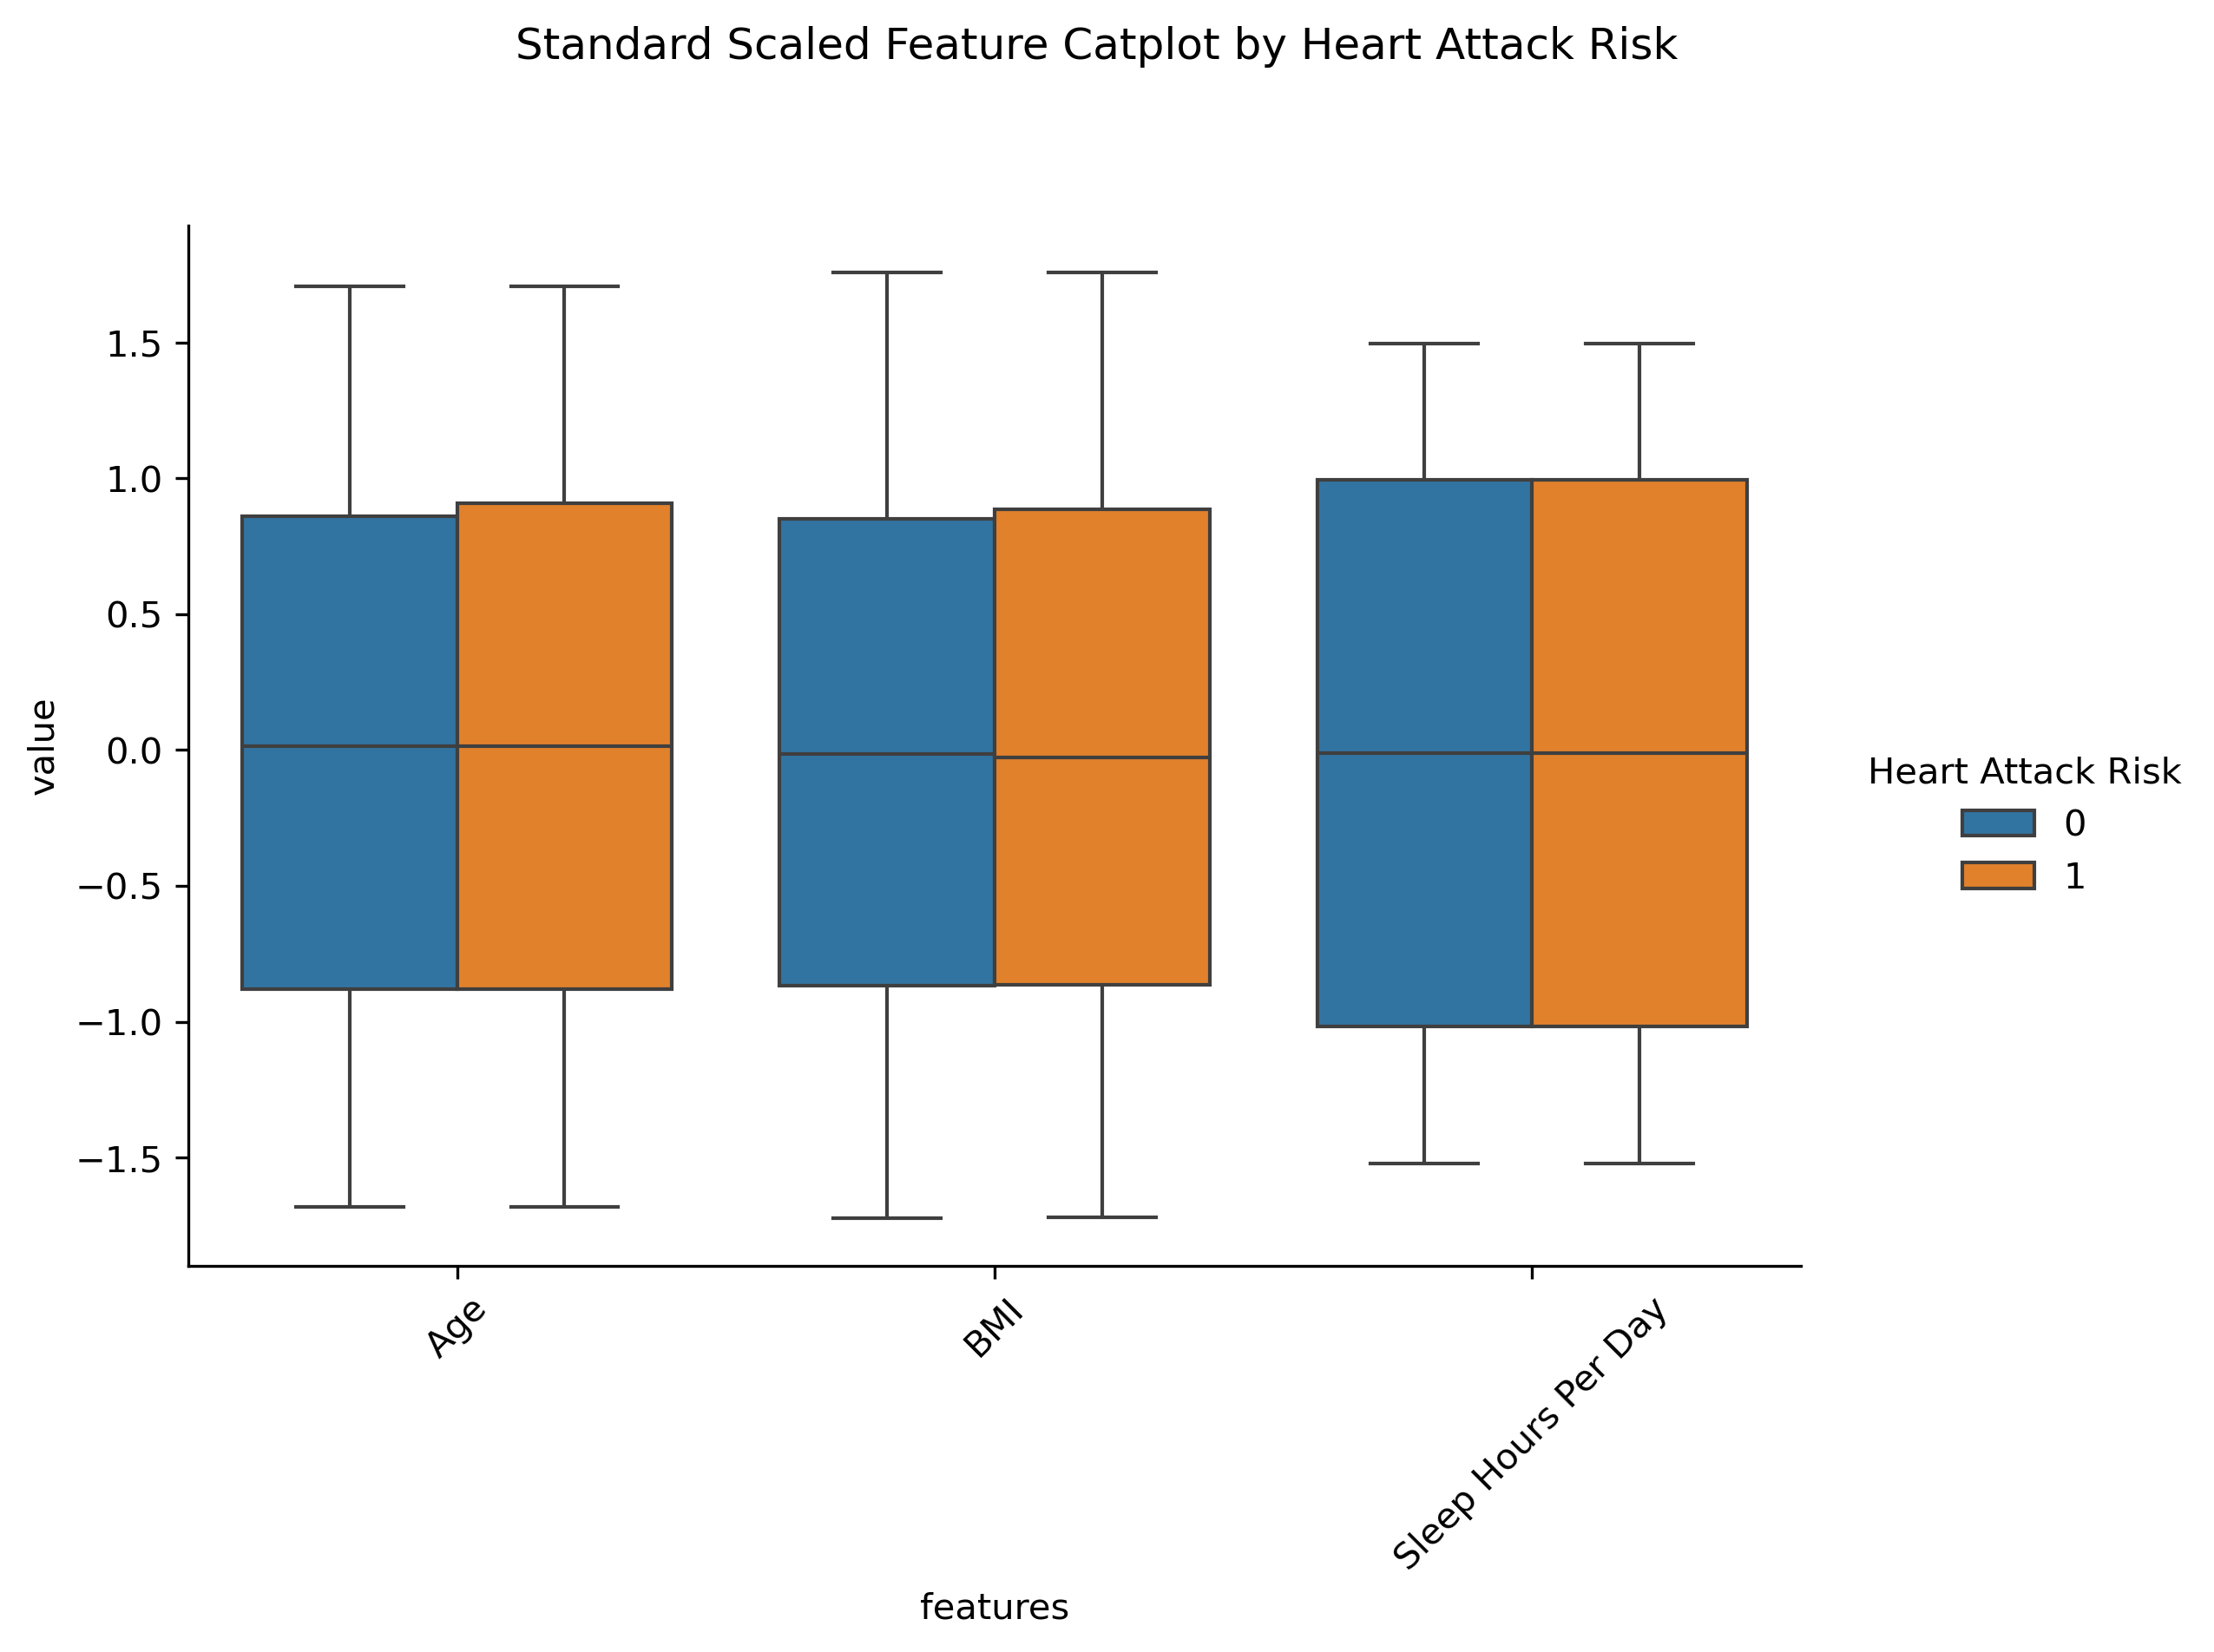 Standard Scaled Feature Catplot by Heart Attack Risk
value
1.5
1.0
0.5
0.0
−0.5
−1.0
−1.5
Age
BMI
Sleep Hours Per Day
features
Heart Attack Risk
0
1